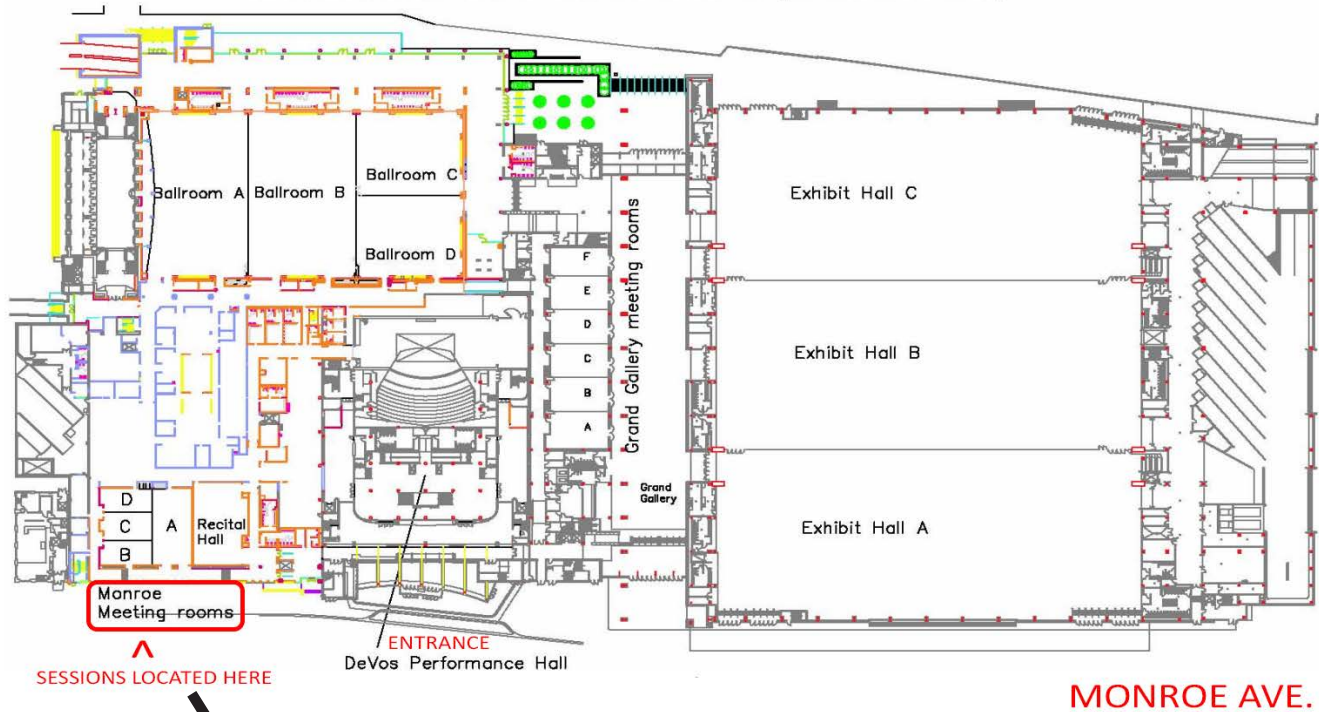 Ballroom A
Ballroom B
Ballroom C
Ballroom D
Exhibit Hall C
Grand Gallery meeting rooms
F
E
D
C
B
A
Exhibit Hall B
Grand
Gallery
Exhibit Hall A
D
C
B
A
Recital
Hall
Monroe
Meeting rooms
ENTRANCE
DeVos Performance Hall
SESSIONS LOCATED HERE
MONROE AVE.